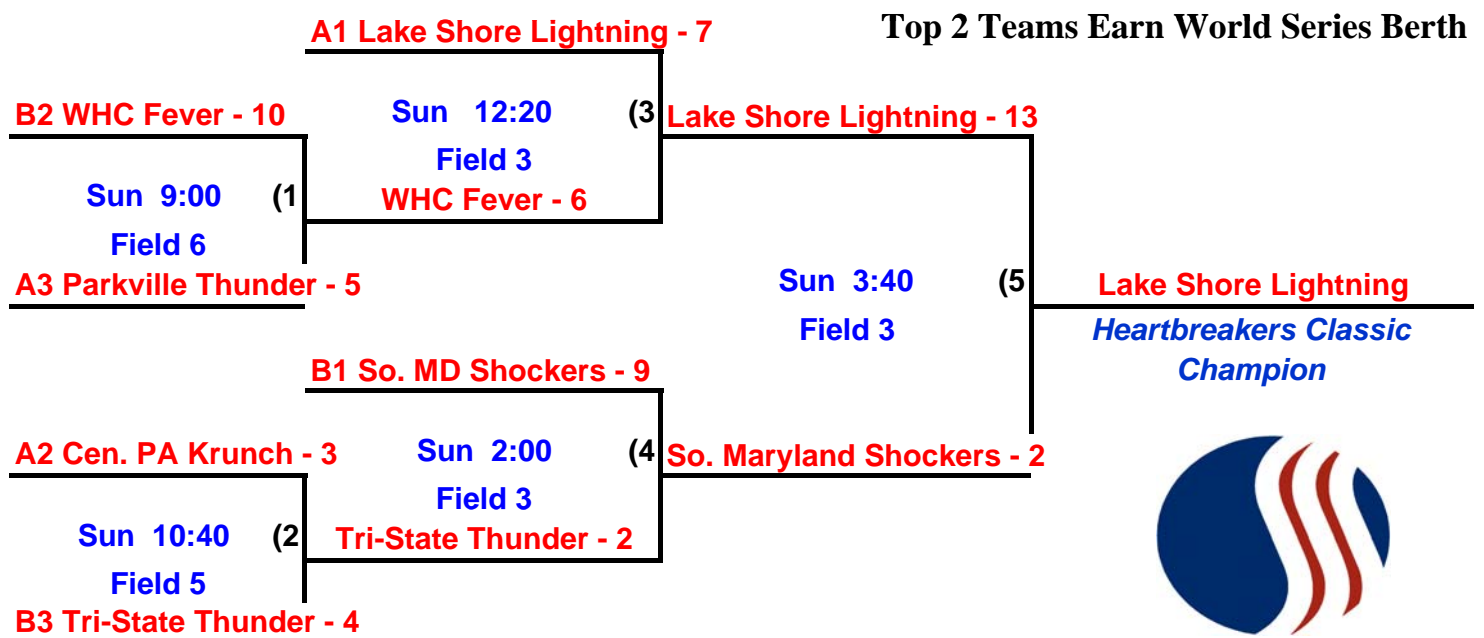 A1 Lake Shore Lightning - 7
Top 2 Teams Earn World Series Berth
B2 WHC Fever - 10
Sun 12:20 (3
Lake Shore Lightning - 13
Field 3
Sun 9:00 (1
WHC Fever - 6
Field 6
A3 Parkville Thunder - 5
Sun 3:40 (5
Lake Shore Lightning
Field 3
Heartbreakers Classic
Champion
B1 So. MD Shockers - 9
A2 Cen. PA Krunch - 3
Sun 2:00 (4
So. Maryland Shockers - 2
Field 3
Sun 10:40 (2
Tri-State Thunder - 2
Field 5
B3 Tri-State Thunder - 4